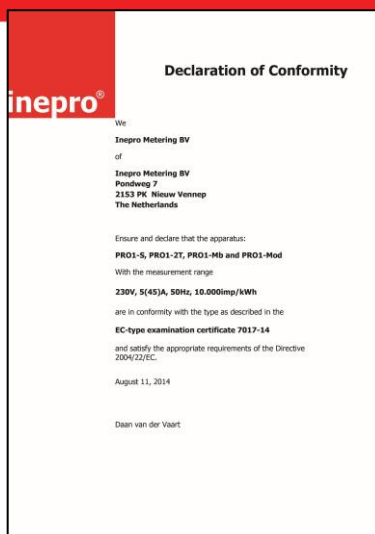 Declaration of Conformity
inepro®
We
Inepro Metering BV
of
Inepro Metering BV
Pondweg 7
2153 PK Nieuw Vennep
The Netherlands
Ensure and declare that the apparatus:
PRO1-S, PRO1-2T, PRO1-Mb and PRO1-Mod
With the measurement range
230V, 5(45)A, 50Hz, 10.000imp/kWh
are in conformity with the type as described in the
EC-type examination certificate 7017-14
and satisfy the appropriate requirements of the Directive
2004/22/EC.
August 11, 2014
Daan van der Vaart